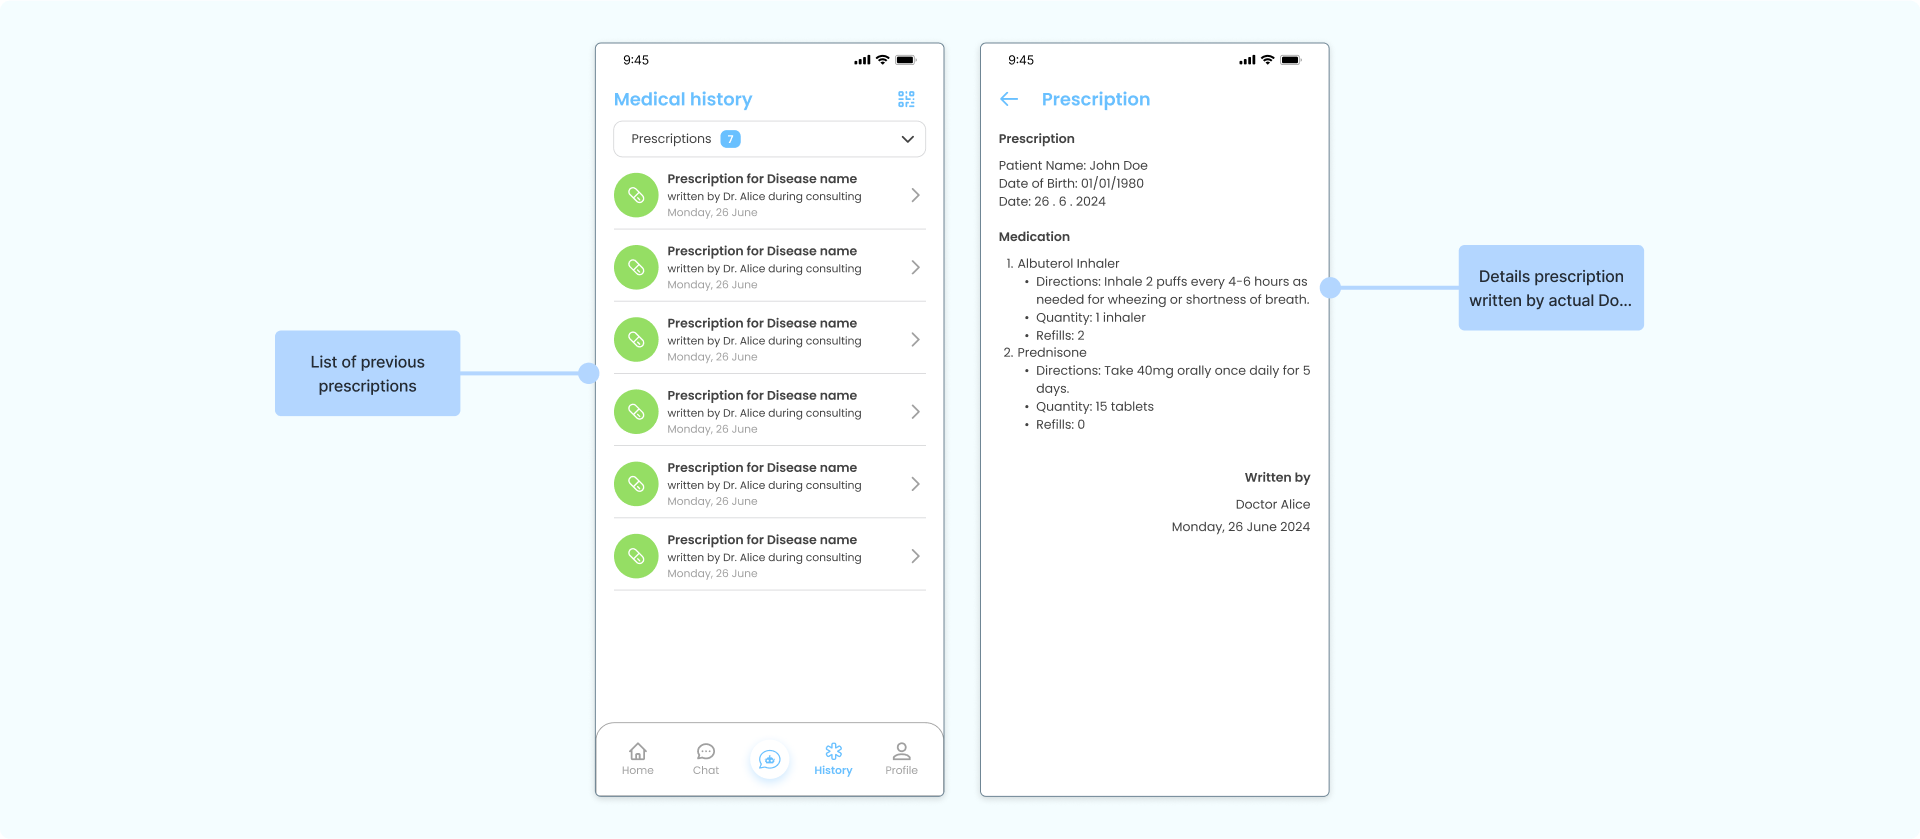 List of previous
prescriptions
9:45
Medical history
Prescriptions 7
Prescription for Disease name
written by Dr. Alice during consulting
Monday, 26 June
Prescription for Disease name
written by Dr. Alice during consulting
Monday, 26 June
Prescription for Disease name
written by Dr. Alice during consulting
Monday, 26 June
Prescription for Disease name
written by Dr. Alice during consulting
Monday, 26 June
Prescription for Disease name
written by Dr. Alice during consulting
Monday, 26 June
Prescription for Disease name
written by Dr. Alice during consulting
Monday, 26 June
Home Chat History Profile
9:45
Prescription
Prescription
Patient Name: John Doe
Date of Birth: 01/01/1980
Date: 26 . 6 . 2024
Medication
1. Albuterol Inhaler
• Directions: Inhale 2 puffs every 4-6 hours as
needed for wheezing or shortness of breath.
• Quantity: 1 inhaler
• Refills: 2
2. Prednisone
• Directions: Take 40mg orally once daily for 5
days.
• Quantity: 15 tablets
• Refills: 0
Written by
Doctor Alice
Monday, 26 June 2024
Details prescription
written by actual Do...